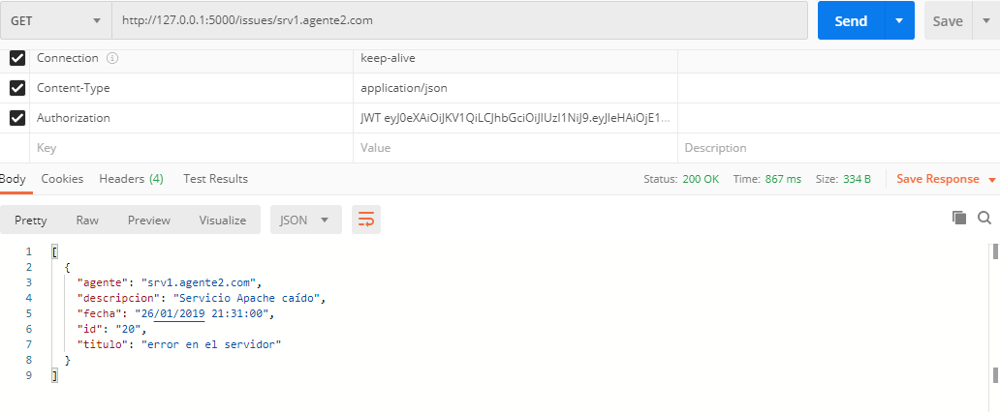 GET http://127.0.0.1:5000/issues/srv1.agente2.com Send Save
Connection keep-alive
Content-Type application/json
Authorization JWT eyJ0eXAiOiJKV1QiLCJhbGciOiJIUzI1NiJ9.eyJleHAiOjE1...
Key Value Description
Body Cookies Headers (4) Test Results Status: 200 OK Time: 867 ms Size: 334 B Save Response
Pretty Raw Preview Visualize JSON
1 [
2 {
3 "agente": "srv1.agente2.com",
4 "descripcion": "Servicio Apache caído",
5 "fecha": "26/01/2019 21:31:00",
6 "id": "20",
7 "titulo": "error en el servidor"
8 }
9 ]